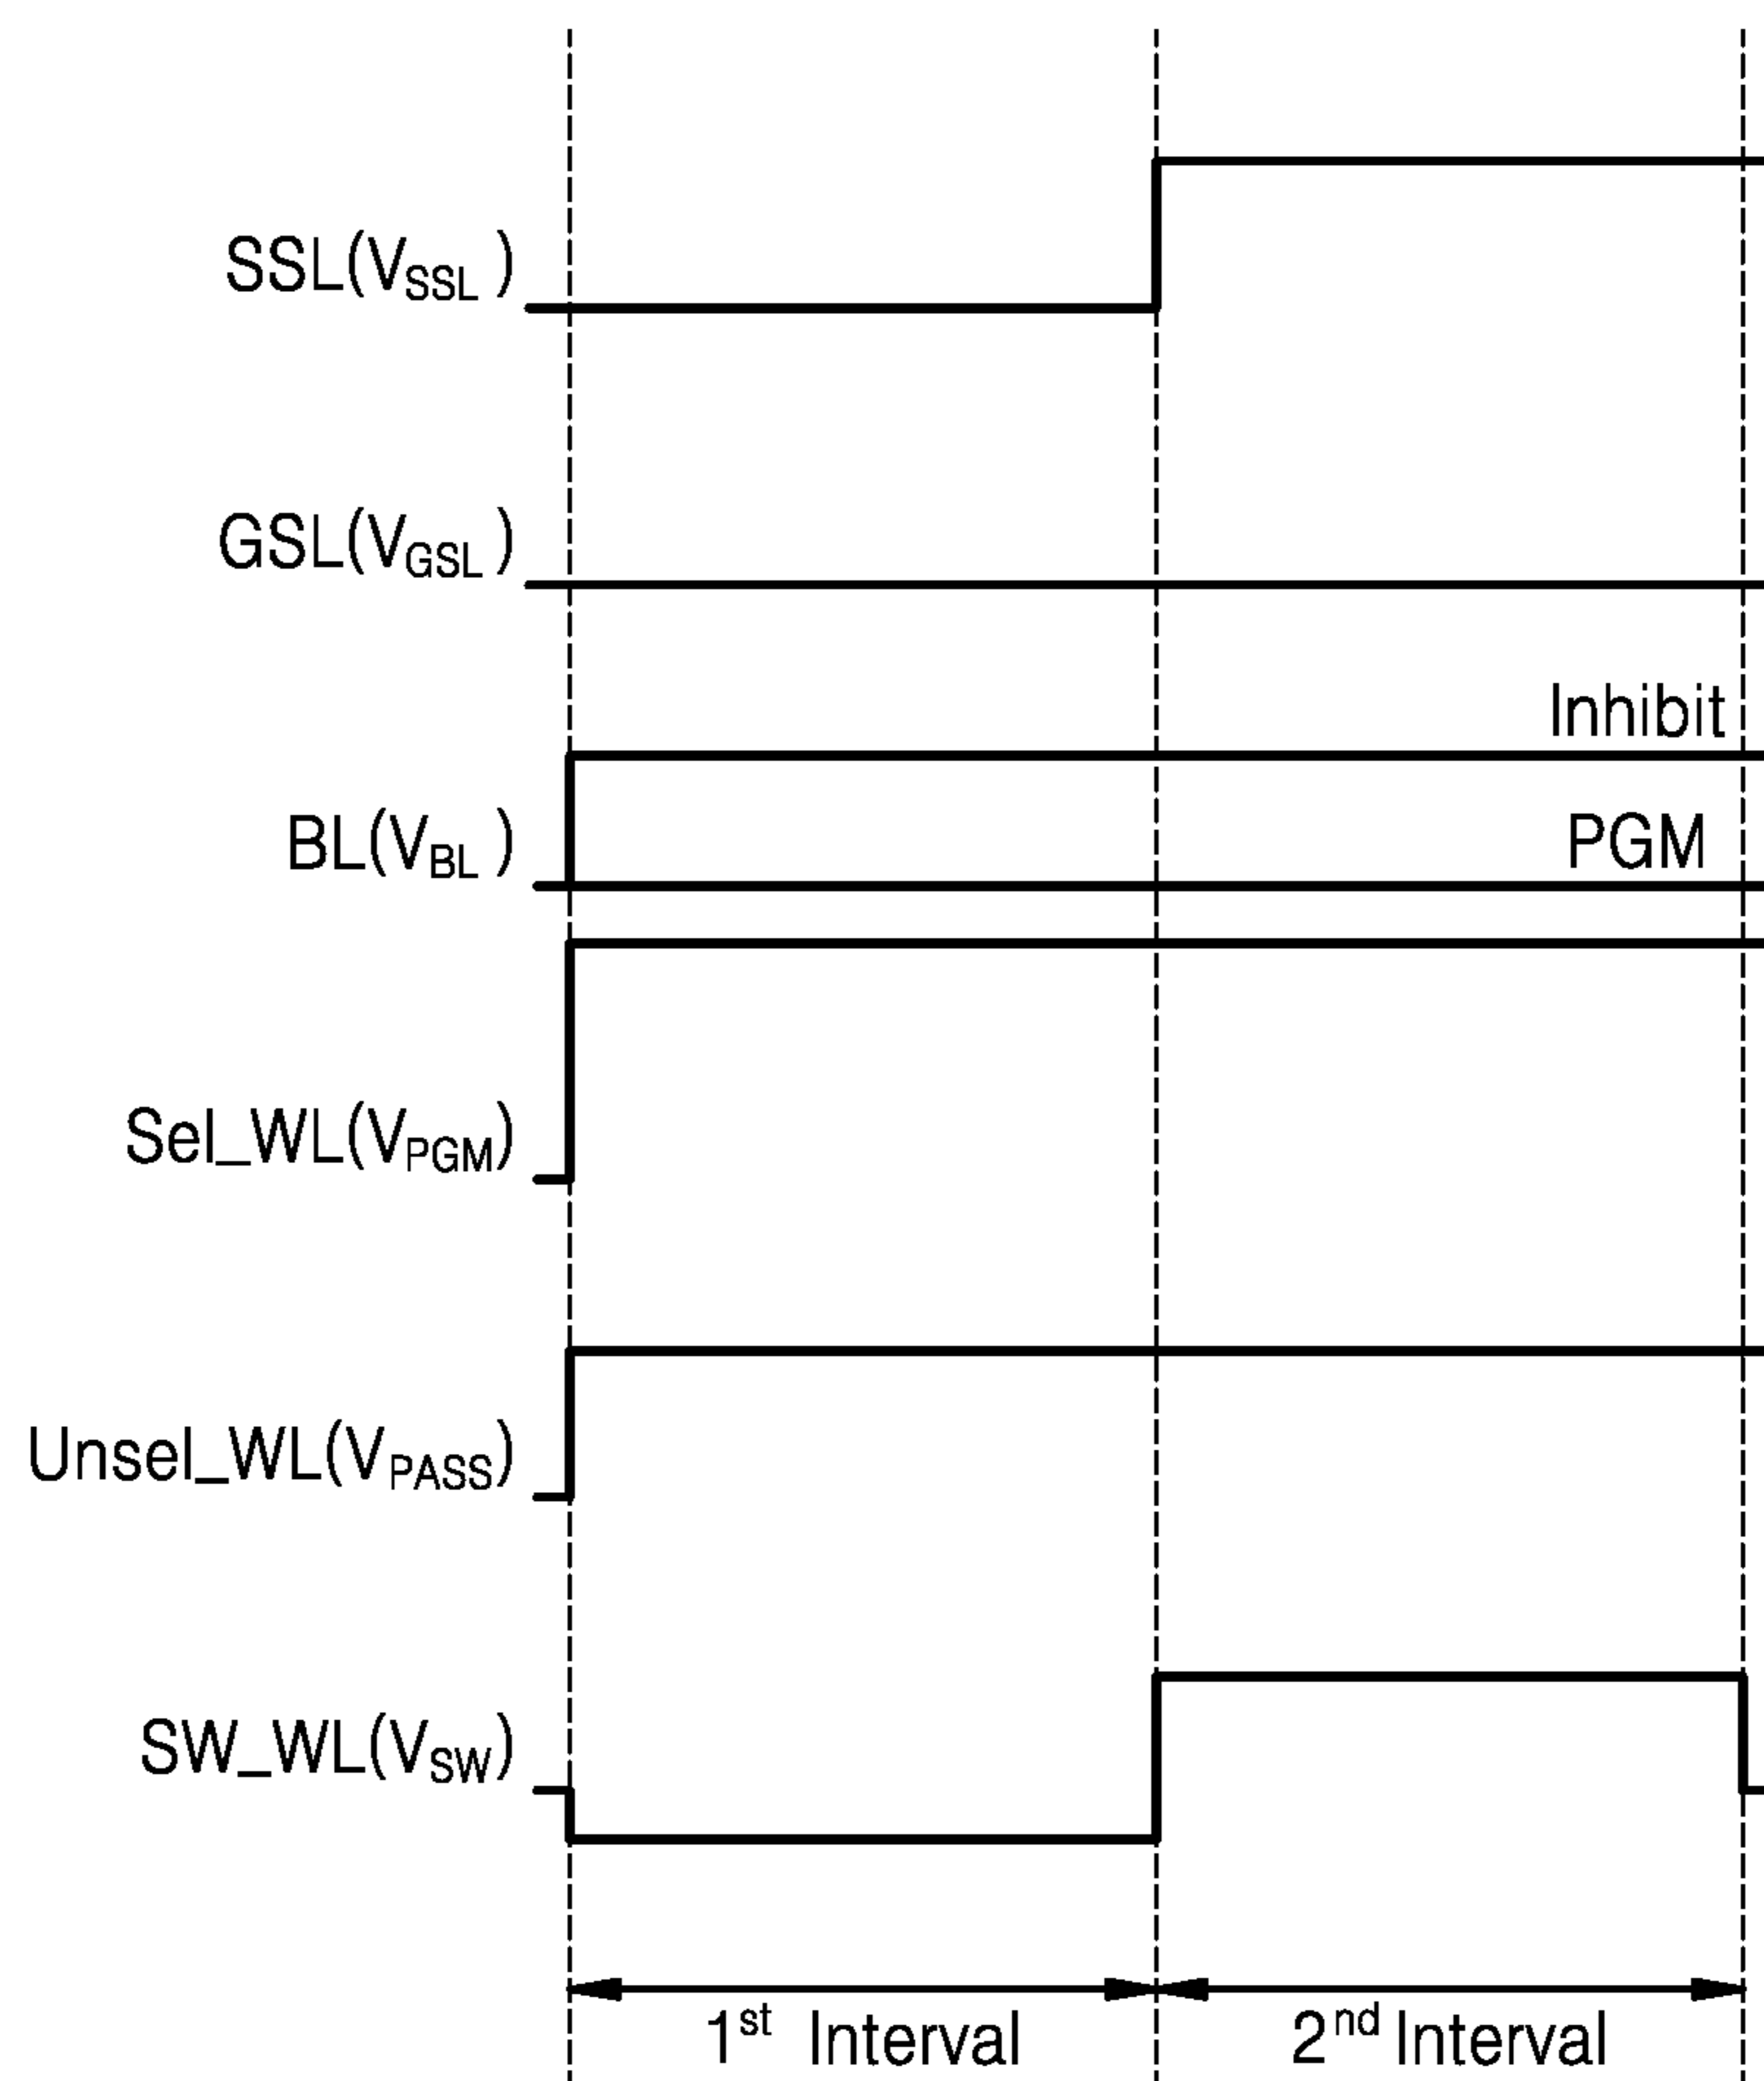 SSL(VSSL )
GSL(VGSL )
Inhibit
BL(VBL )
PGM
Sel_WL(VPGM)
Unsel_WL(VPASS)
SW_WL(VSW)
1st Interval
2nd Interval